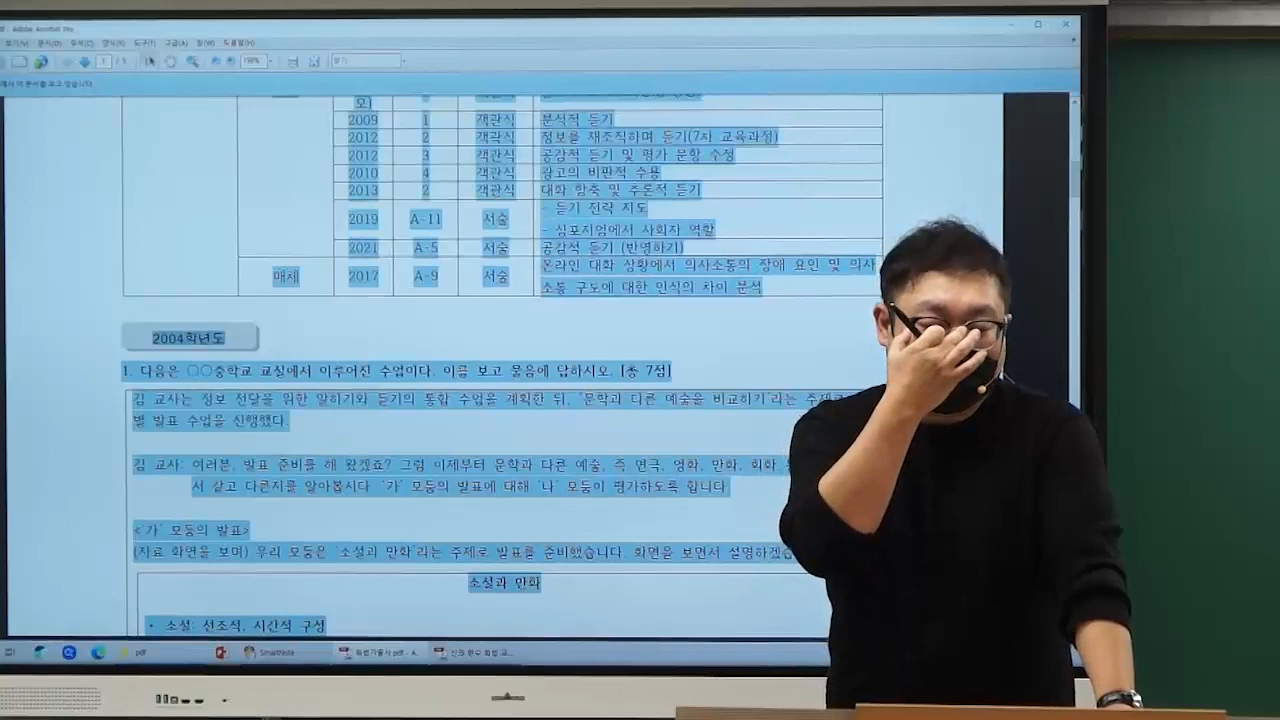 Adobe Acrobat Pro
198%
모]
2009 1 객관식 분석적 듣기
2012 2 객관식 정보를 재조직하며 듣기(7차 교육과정)
2012 3 객관식 공감적 듣기 및 평가 문항 수정
2010 4 객관식 광고의 비판적 수용
2013 2 객관식 대화 함축 및 추론적 듣기
2019 A-11 서술 - 듣기 전략 지도
- 심포지엄에서 사회자 역할
2021 A-5 서술 공감적 듣기 (반영하기)
매체 2017 A-9 서술 온라인 대화 상황에서 의사소통의 장애 요인 및 의사
소통 구도에 대한 인식의 차이 분석
2004학년도
1. 다음은 ○○중학교 교실에서 이루어진 수업이다. 이를 보고 물음에 답하시오. [총 7점]
김 교사는 정보 전달을 위한 말하기와 듣기의 통합 수업을 계획한 뒤, '문학과 다른 예술을 비교하기'라는 주제로
별 발표 수업을 진행했다.
김 교사: 여러분, 발표 준비를 해 왔겠죠? 그럼 이제부터 문학과 다른 예술, 즉 연극, 영화, 만화, 회화
서 같고 다른지를 알아봅시다. '가' 모둠의 발표에 대해 '나' 모둠이 평가하도록 합니다.
<'가' 모둠의 발표>
(자료 화면을 보며) 우리 모둠은 '소설과 만화'라는 주제로 발표를 준비했습니다. 화면을 보면서 설명하겠습
소설과 만화
• 소설: 선조적, 시간적 구성
pdf